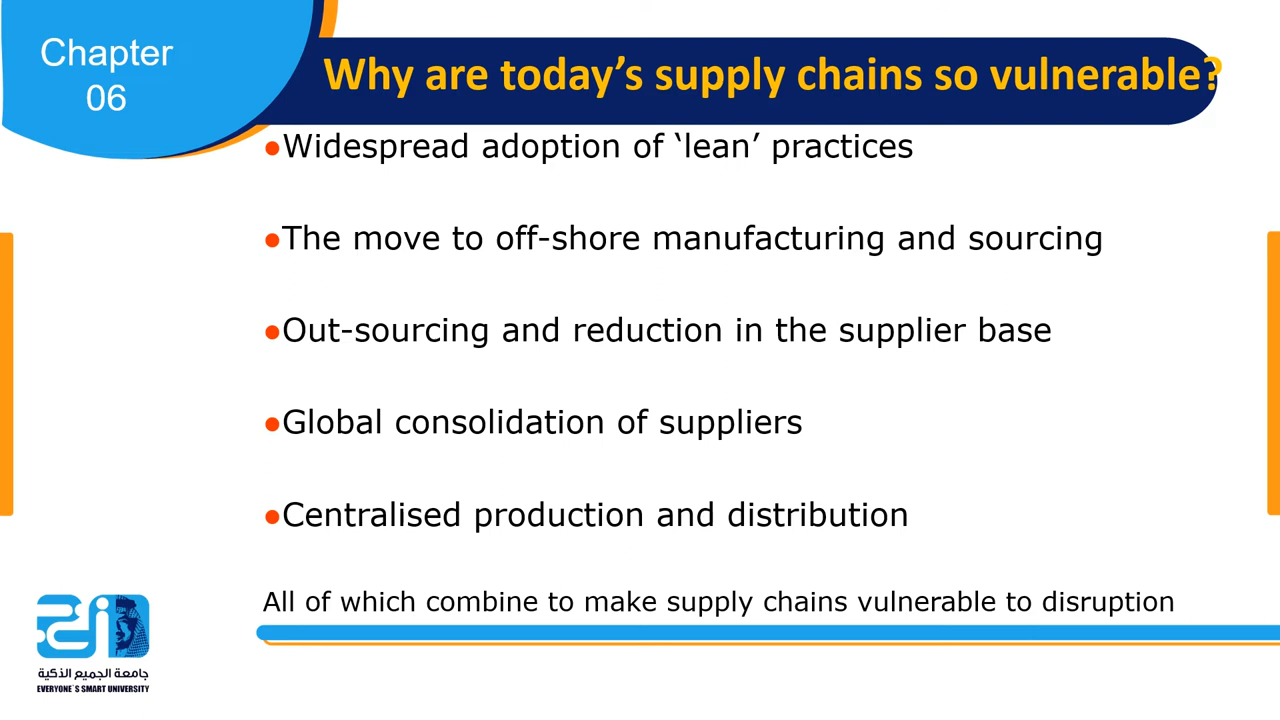 Chapter
06
Why are today’s supply chains so vulnerable?
●Widespread adoption of ‘lean’ practices
●The move to off-shore manufacturing and sourcing
●Out-sourcing and reduction in the supplier base
●Global consolidation of suppliers
●Centralised production and distribution
All of which combine to make supply chains vulnerable to disruption
جامعة الجميع الذكية
EVERYONE`S SMART UNIVERSITY